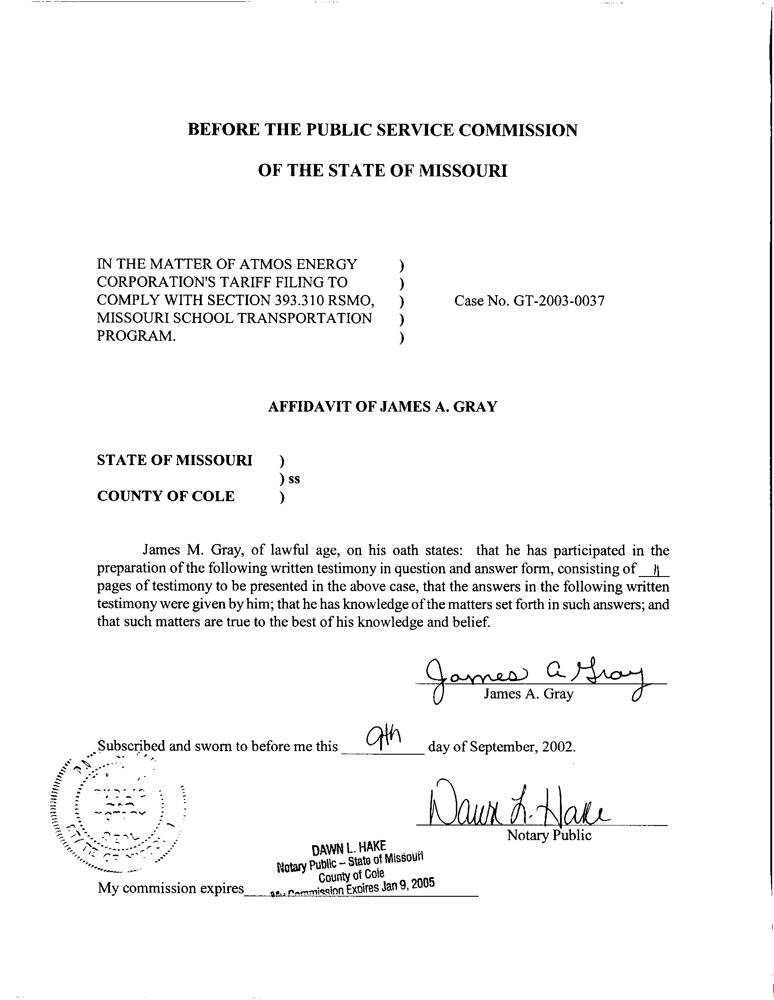 BEFORE THE PUBLIC SERVICE COMMISSION
OF THE STATE OF MISSOURI
IN THE MATTER OF ATMOS ENERGY )
CORPORATION'S TARIFF FILING TO )
COMPLY WITH SECTION 393.310 RSMO, ) Case No. GT-2003-0037
MISSOURI SCHOOL TRANSPORTATION )
PROGRAM. )
AFFIDAVIT OF JAMES A. GRAY
STATE OF MISSOURI )
) ss
COUNTY OF COLE )
James M. Gray, of lawful age, on his oath states: that he has participated in the
preparation of the following written testimony in question and answer form, consisting of 11
pages of testimony to be presented in the above case, that the answers in the following written
testimony were given by him; that he has knowledge of the matters set forth in such answers; and
that such matters are true to the best of his knowledge and belief.
James A Gray
James A. Gray
Subscribed and sworn to before me this 9th day of September, 2002.
Dawn L. Hake
Notary Public
DAWN L. HAKE
Notary Public – State of Missouri
County of Cole
My commission expires Commission Expires Jan 9, 2005